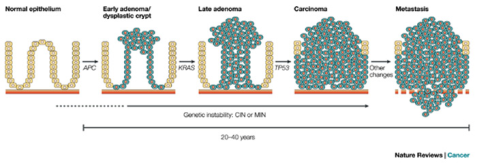 Normal epithelium
Early adenoma/
dysplastic crypt
Late adenoma
Carcinoma
Metastasis
APC
KRAS
TP53
Other
changes
Genetic instability: CIN or MIN
20–40 years
Nature Reviews | Cancer